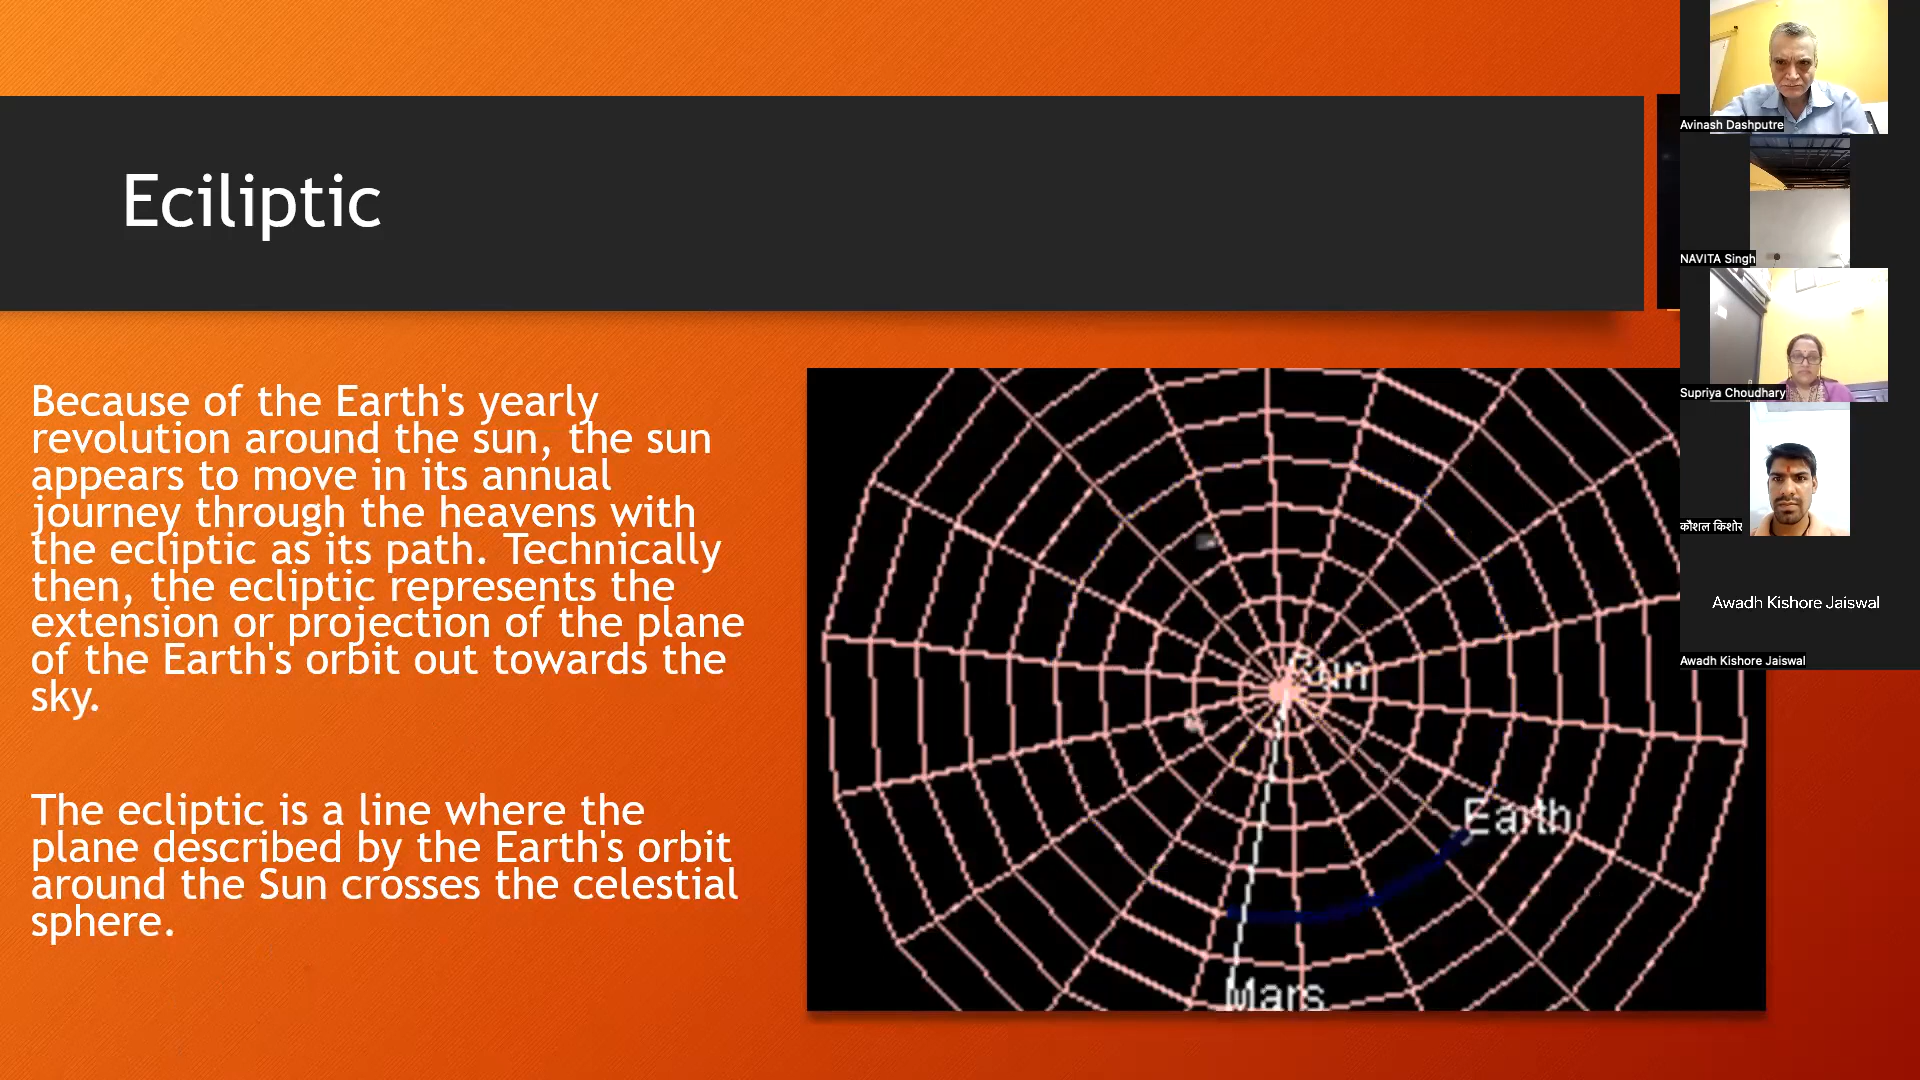 Eciliptic
Because of the Earth's yearly
revolution around the sun, the sun
appears to move in its annual
journey through the heavens with
the ecliptic as its path. Technically
then, the ecliptic represents the
extension or projection of the plane
of the Earth's orbit out towards the
sky.
The ecliptic is a line where the
plane described by the Earth's orbit
around the Sun crosses the celestial
sphere.
Sun
Earth
Mars
Avinash Dashputre
NAVITA Singh
Supriya Choudhary
कौशल किशोर
Awadh Kishore Jaiswal
Awadh Kishore Jaiswal